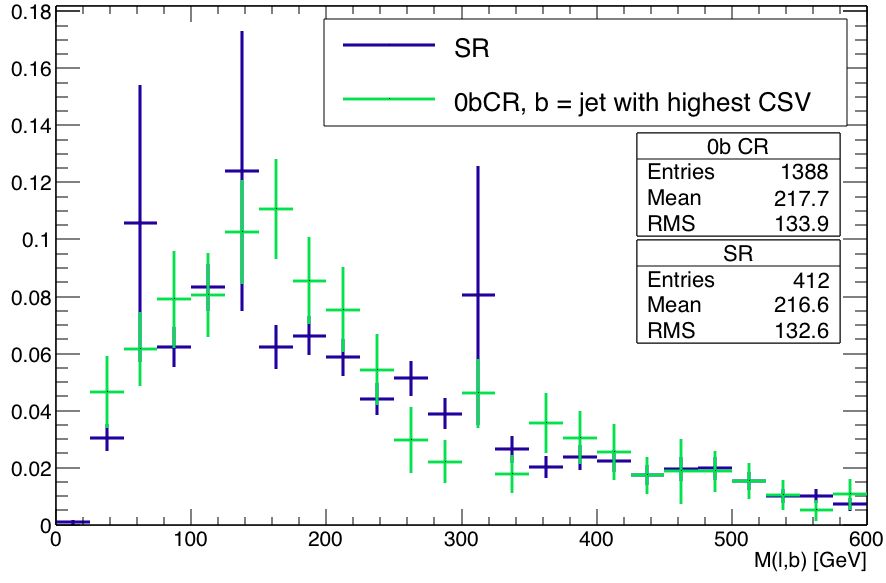 0.18
0.16
0.14
0.12
0.1
0.08
0.06
0.04
0.02
0
SR
0bCR, b = jet with highest CSV
0b CR
Entries 1388
Mean 217.7
RMS 133.9
SR
Entries 412
Mean 216.6
RMS 132.6
0 100 200 300 400 500 600
M(l,b) [GeV]